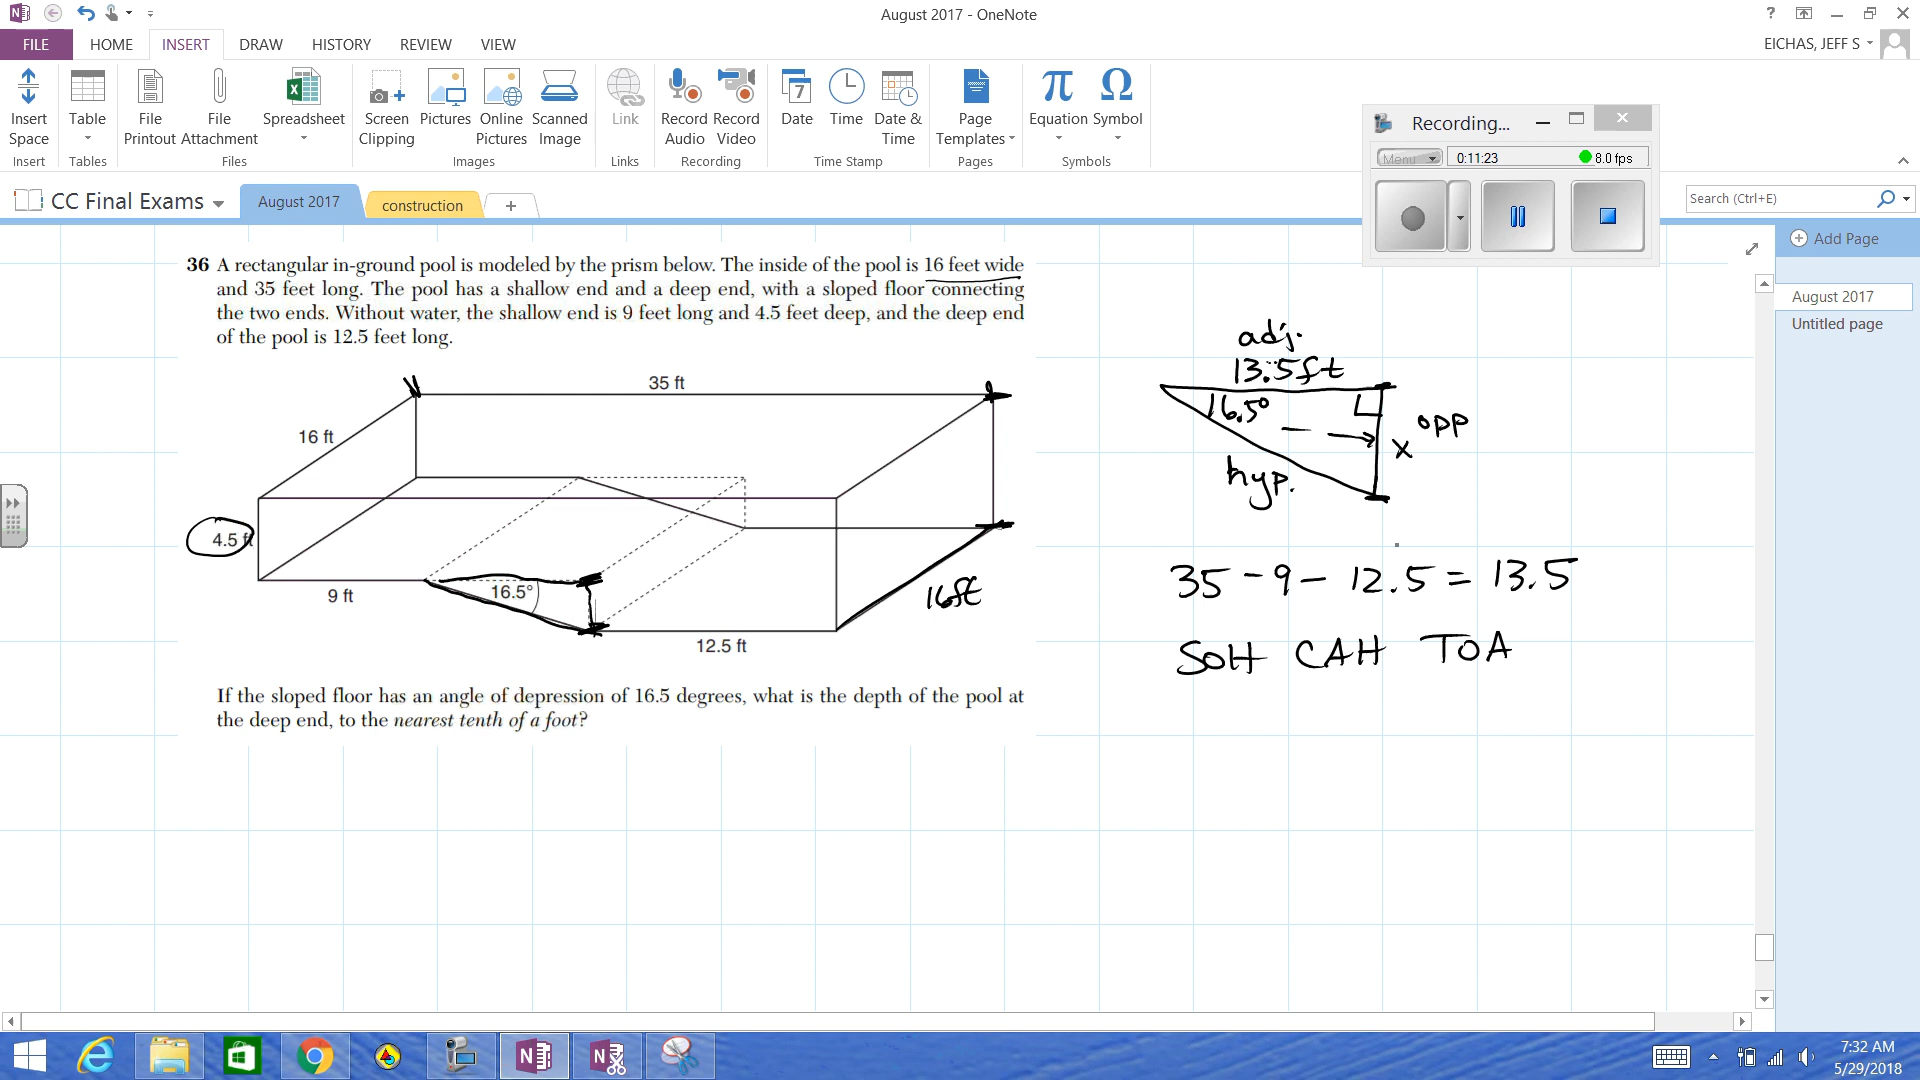 August 2017 - OneNote
?
FILE HOME INSERT DRAW HISTORY REVIEW VIEW
EICHAS, JEFF S
Insert Space
Table
File Printout
File Attachment
Spreadsheet
Screen Clipping
Pictures
Online Pictures
Scanned Image
Link
Record Audio
Record Video
Date
Time
Date & Time
Page Templates
Equation
Symbol
Insert Tables Files Images Links Recording Time Stamp Pages Symbols
Recording...
Menu 0:11:23 8.0 fps
CC Final Exams August 2017 construction +
Search (Ctrl+E)
Add Page
August 2017
Untitled page
36 A rectangular in-ground pool is modeled by the prism below. The inside of the pool is 16 feet wide
and 35 feet long. The pool has a shallow end and a deep end, with a sloped floor connecting
the two ends. Without water, the shallow end is 9 feet long and 4.5 feet deep, and the deep end
of the pool is 12.5 feet long.
35 ft
16 ft
4.5 ft
9 ft
16.5°
12.5 ft
16ft
If the sloped floor has an angle of depression of 16.5 degrees, what is the depth of the pool at
the deep end, to the nearest tenth of a foot?
adj.
13.5ft
16.5°
opp
x
hyp.
35 - 9 - 12.5 = 13.5
SOH CAH TOA
7:32 AM
5/29/2018